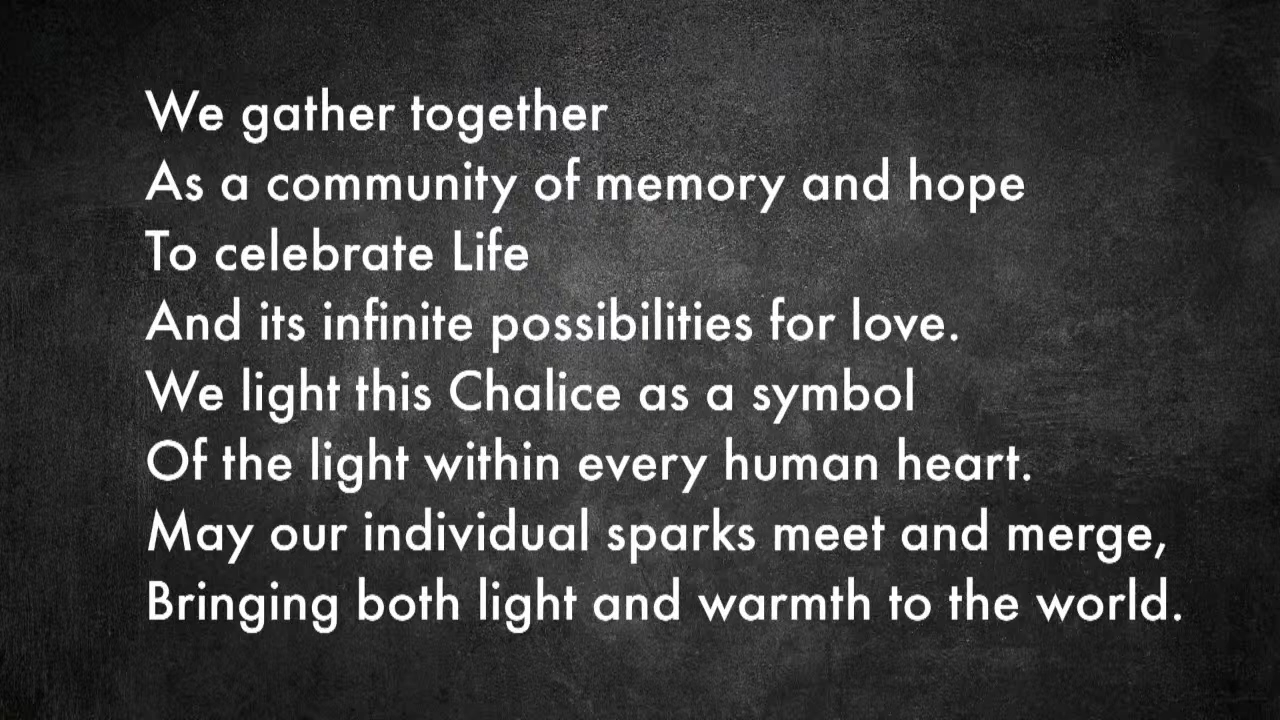 We gather together
As a community of memory and hope
To celebrate Life
And its infinite possibilities for love.
We light this Chalice as a symbol
Of the light within every human heart.
May our individual sparks meet and merge,
Bringing both light and warmth to the world.